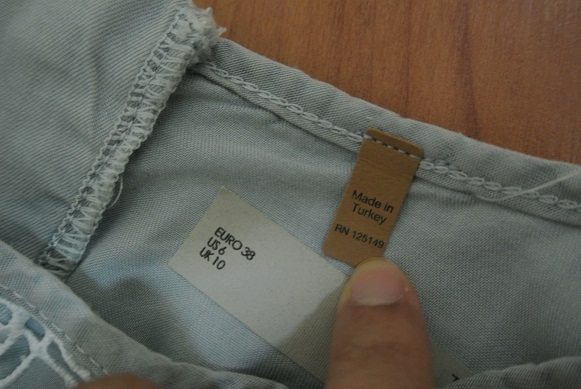 Made in
Turkey
RN 125149
EURO 38
US 6
UK 10